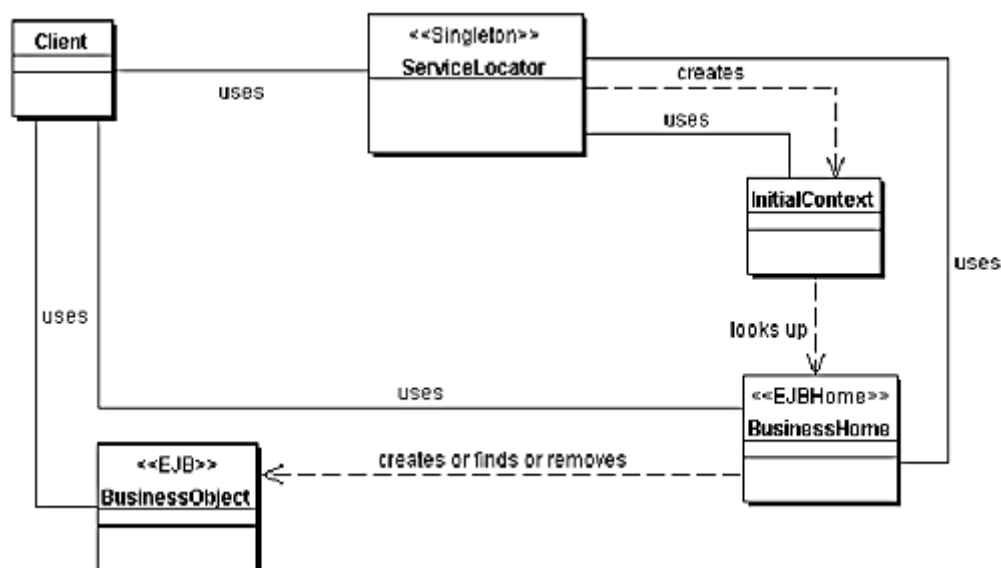 Client
<<Singleton>>
ServiceLocator
uses
creates
uses
InitialContext
uses
uses
looks up
uses
<<EJBHome>>
BusinessHome
<<EJB>>
BusinessObject
creates or finds or removes